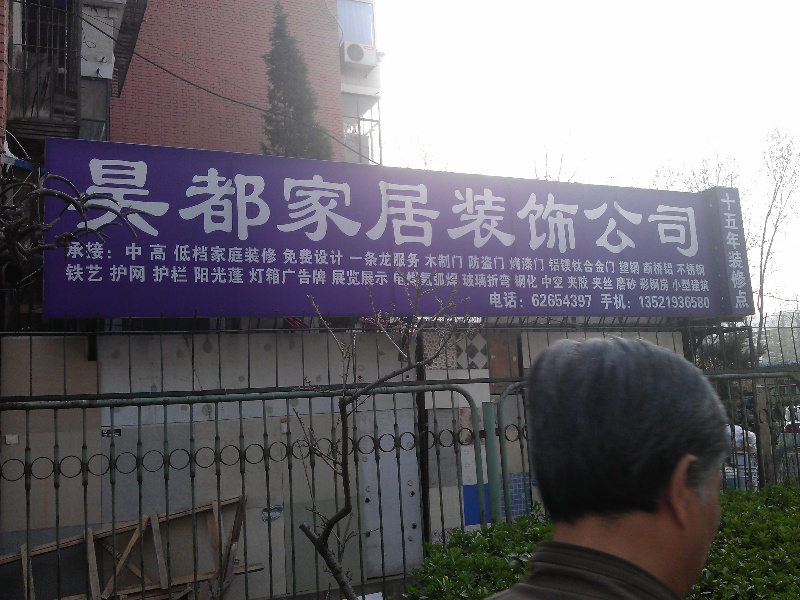 昊都家居装饰公司
承接：中 高 低档家庭装修 免费设计 一条龙服务 木制门 防盗门 烤漆门 铝镁钛合金门 塑钢 断桥铝 不锈钢
铁艺 护网 护栏 阳光蓬 灯箱广告牌 展览展示 电焊氩弧焊 玻璃折弯 钢化 中空 夹胶 夹丝 磨砂 彩钢房 小型建筑
电话：62654397 手机：13521936580
十五年装修点